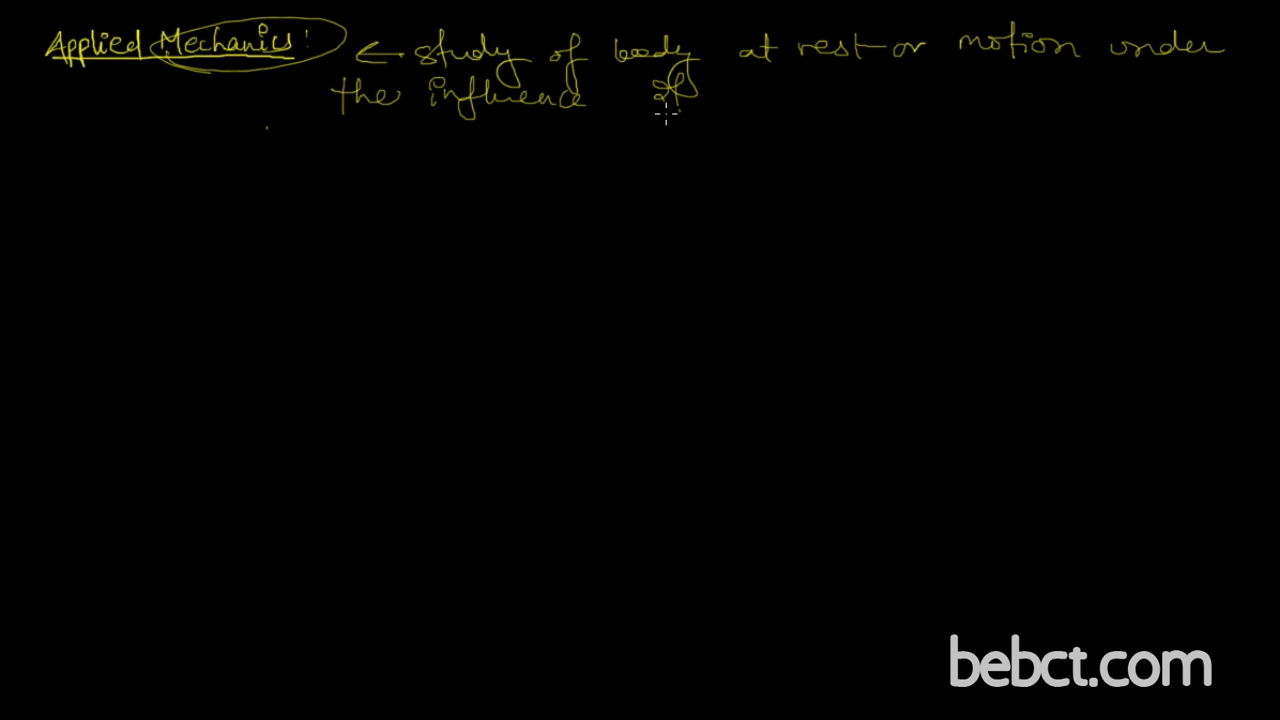 Applied Mechanics: ← study of body at rest or motion under
the influence of
bebct.com